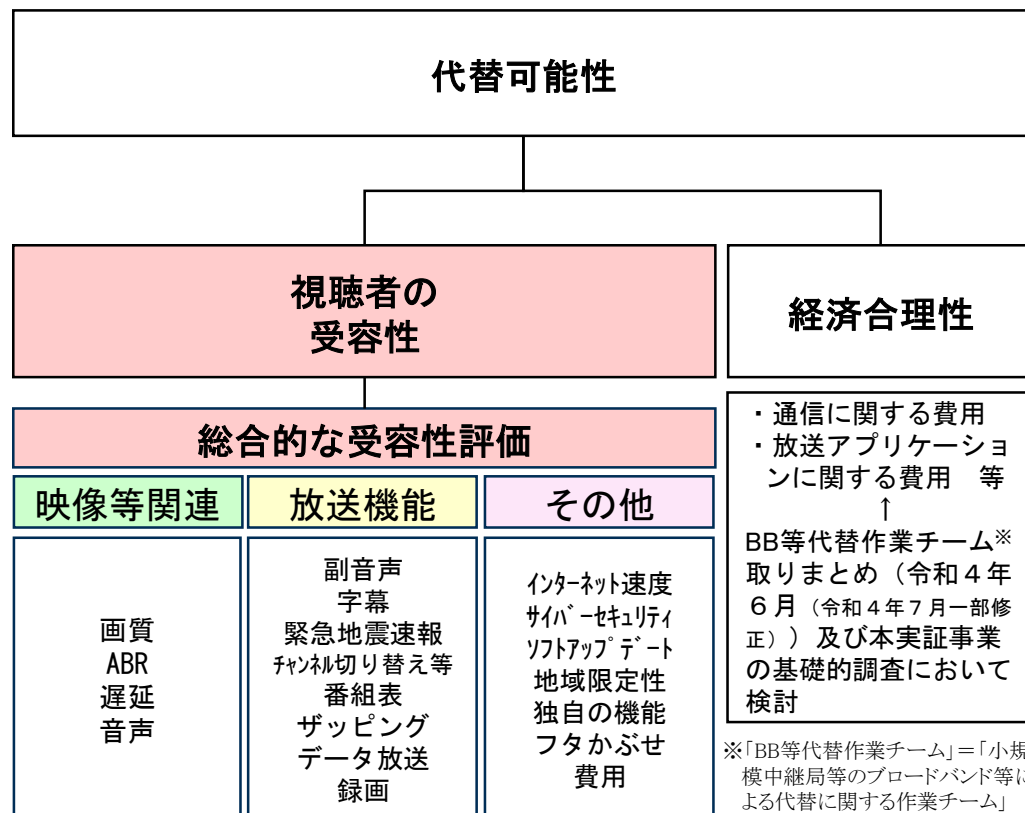 代替可能性
視聴者の
受容性
経済合理性
総合的な受容性評価
映像等関連
放送機能
その他
画質
ABR
遅延
音声
副音声
字幕
緊急地震速報
ﾁｬﾝﾈﾙ切り替え等
番組表
ザッピング
データ放送
録画
ｲﾝﾀｰﾈｯﾄ速度
ｻｲﾊﾞｰｾｷｭﾘﾃｨ
ｿﾌﾄｱｯﾌﾟﾃﾞｰﾄ
地域限定性
独自の機能
フタかぶせ
費用
・通信に関する費用
・放送アプリケーショ
ンに関する費用　等
↑
BB等代替作業チーム※
取りまとめ（令和４年
６月（令和４年７月一部修
正））及び本実証事業
の基礎的調査において
検討
※｢BB等代替作業チーム｣＝｢小規
模中継局等のブロードバンド等に
よる代替に関する作業チーム｣